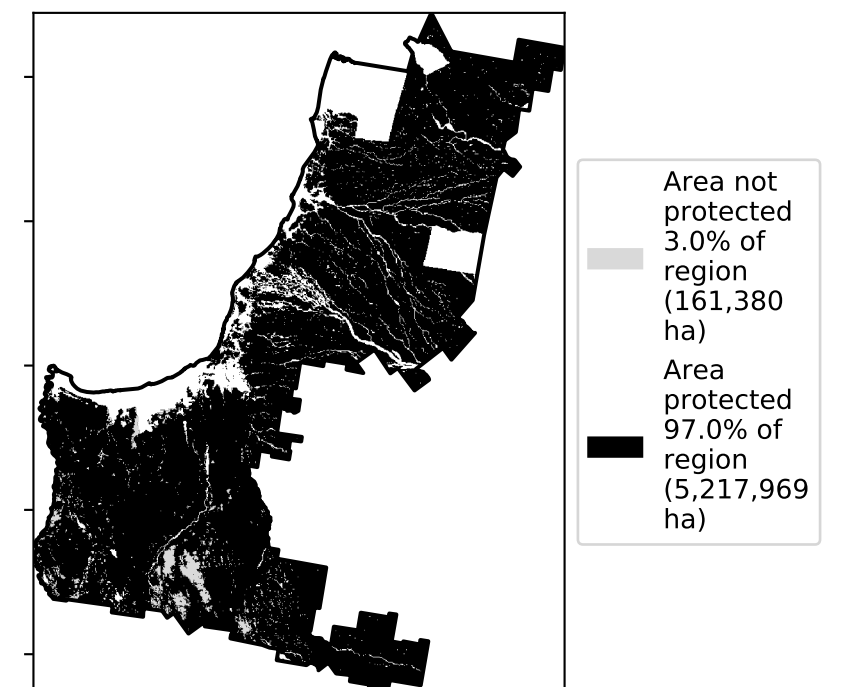 Area not
protected
3.0% of
region
(161,380
ha)
Area
protected
97.0% of
region
(5,217,969
ha)